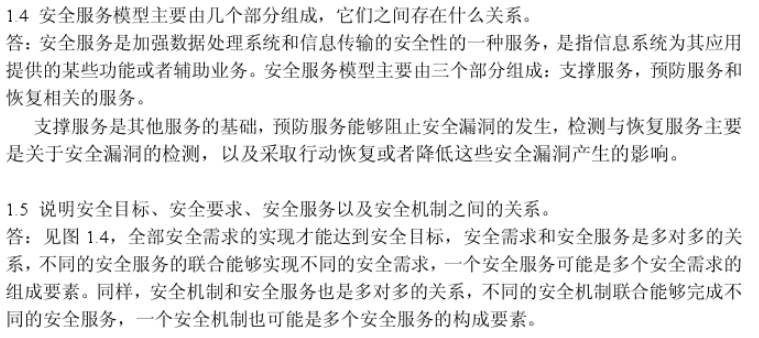 1.4 安全服务模型主要由几个部分组成，它们之间存在什么关系。
答：安全服务是加强数据处理系统和信息传输的安全性的一种服务，是指信息系统为其应用
提供的某些功能或者辅助业务。安全服务模型主要由三个部分组成：支撑服务，预防服务和
恢复相关的服务。
支撑服务是其他服务的基础，预防服务能够阻止安全漏洞的发生，检测与恢复服务主要
是关于安全漏洞的检测，以及采取行动恢复或者降低这些安全漏洞产生的影响。
1.5 说明安全目标、安全要求、安全服务以及安全机制之间的关系。
答：见图 1.4，全部安全需求的实现才能达到安全目标，安全需求和安全服务是多对多的关
系，不同的安全服务的联合能够实现不同的安全需求，一个安全服务可能是多个安全需求的
组成要素。同样，安全机制和安全服务也是多对多的关系，不同的安全机制联合能够完成不
同的安全服务，一个安全机制也可能是多个安全服务的构成要素。